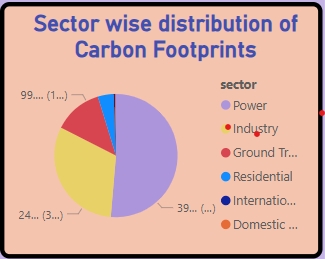 Sector wise distribution of
Carbon Footprints
sector
99.... (1...)
Power
Industry
Ground Tr...
Residential
Internatio...
24... (3...)
39... (...)
Domestic ...